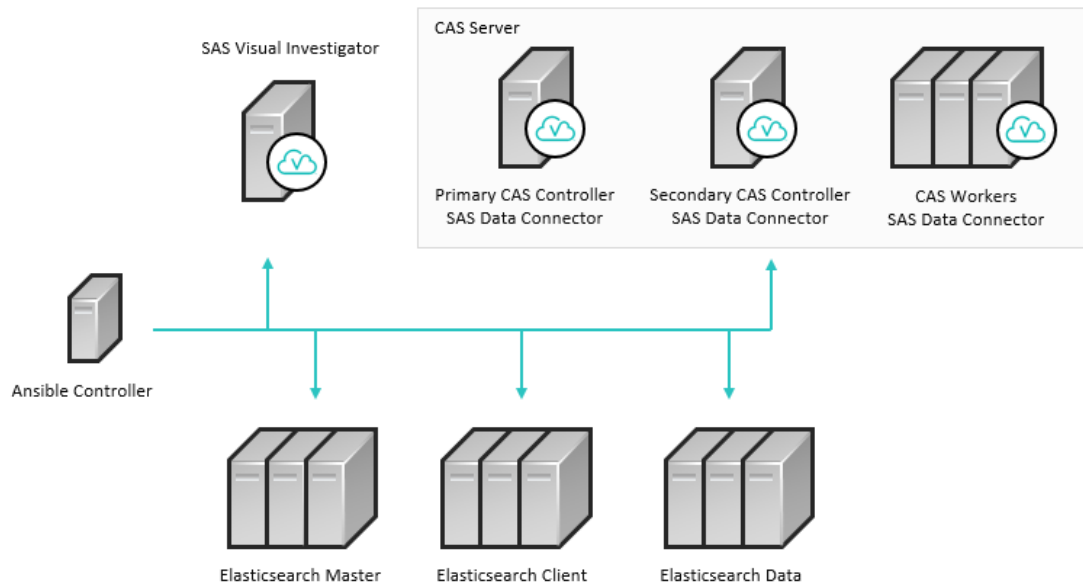 CAS Server
SAS Visual Investigator
Primary CAS Controller
SAS Data Connector
Secondary CAS Controller
SAS Data Connector
CAS Workers
SAS Data Connector
Ansible Controller
Elasticsearch Master
Elasticsearch Client
Elasticsearch Data